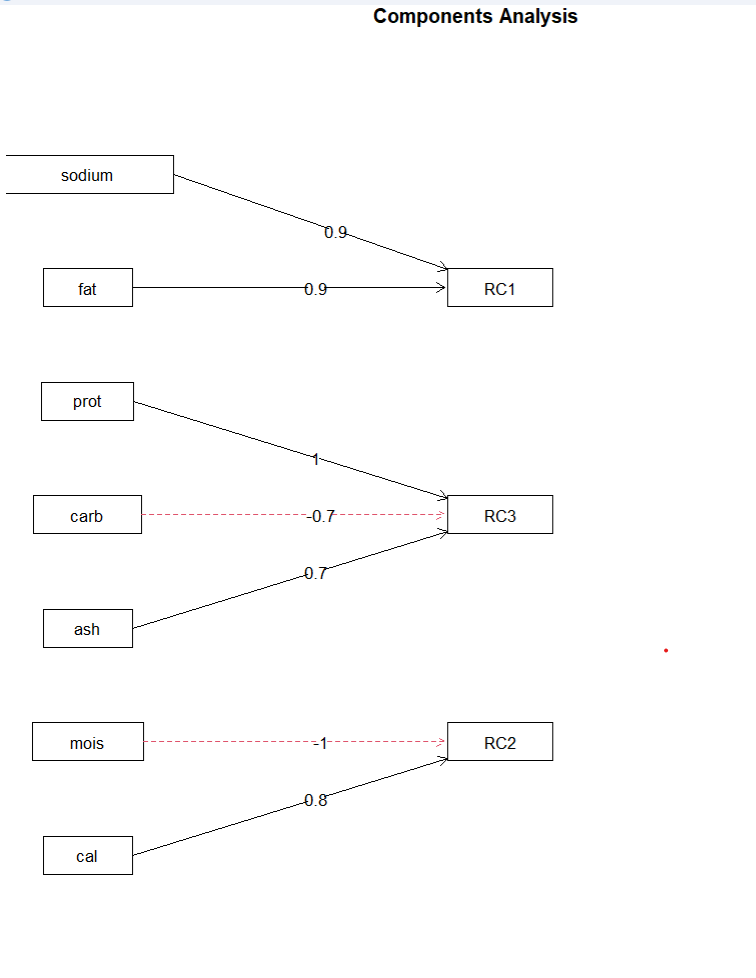 Components Analysis
sodium
0.9
fat
0.9
RC1
prot
1
carb
-0.7
RC3
0.7
ash
mois
-1
RC2
0.8
cal